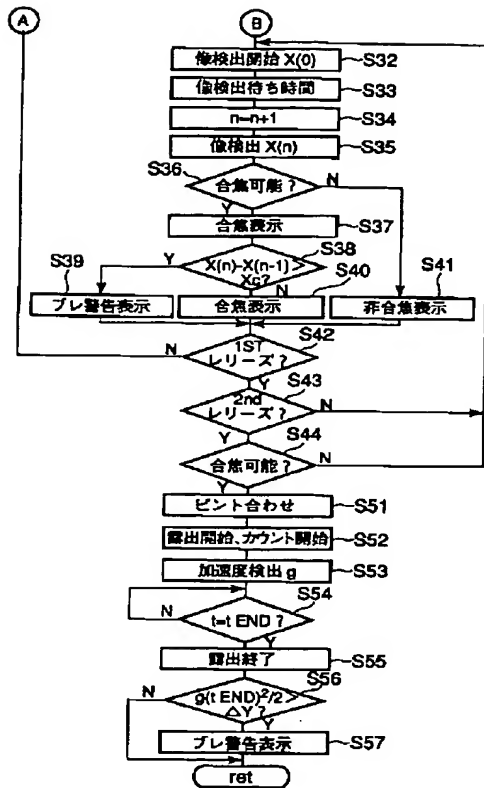 A
B
像検出開始 X(0)
S32
像検出待ち時間
S33
n=n+1
S34
像検出 X(n)
S35
S36
合焦可能?
N
Y
合焦表示
S37
S38
X(n)-X(n-1)>
Xc?
S39
Y
N
S40
S41
ブレ警告表示
合焦表示
非合焦表示
S42
1ST
レリーズ?
N
Y
S43
2nd
レリーズ?
N
Y
S44
合焦可能?
N
Y
ピント合わせ
S51
露出開始、カウント開始
S52
加速度検出 g
S53
S54
t=t END?
N
Y
露出終了
S55
S56
g(t END)²/2>
△Y?
N
Y
ブレ警告表示
S57
ret